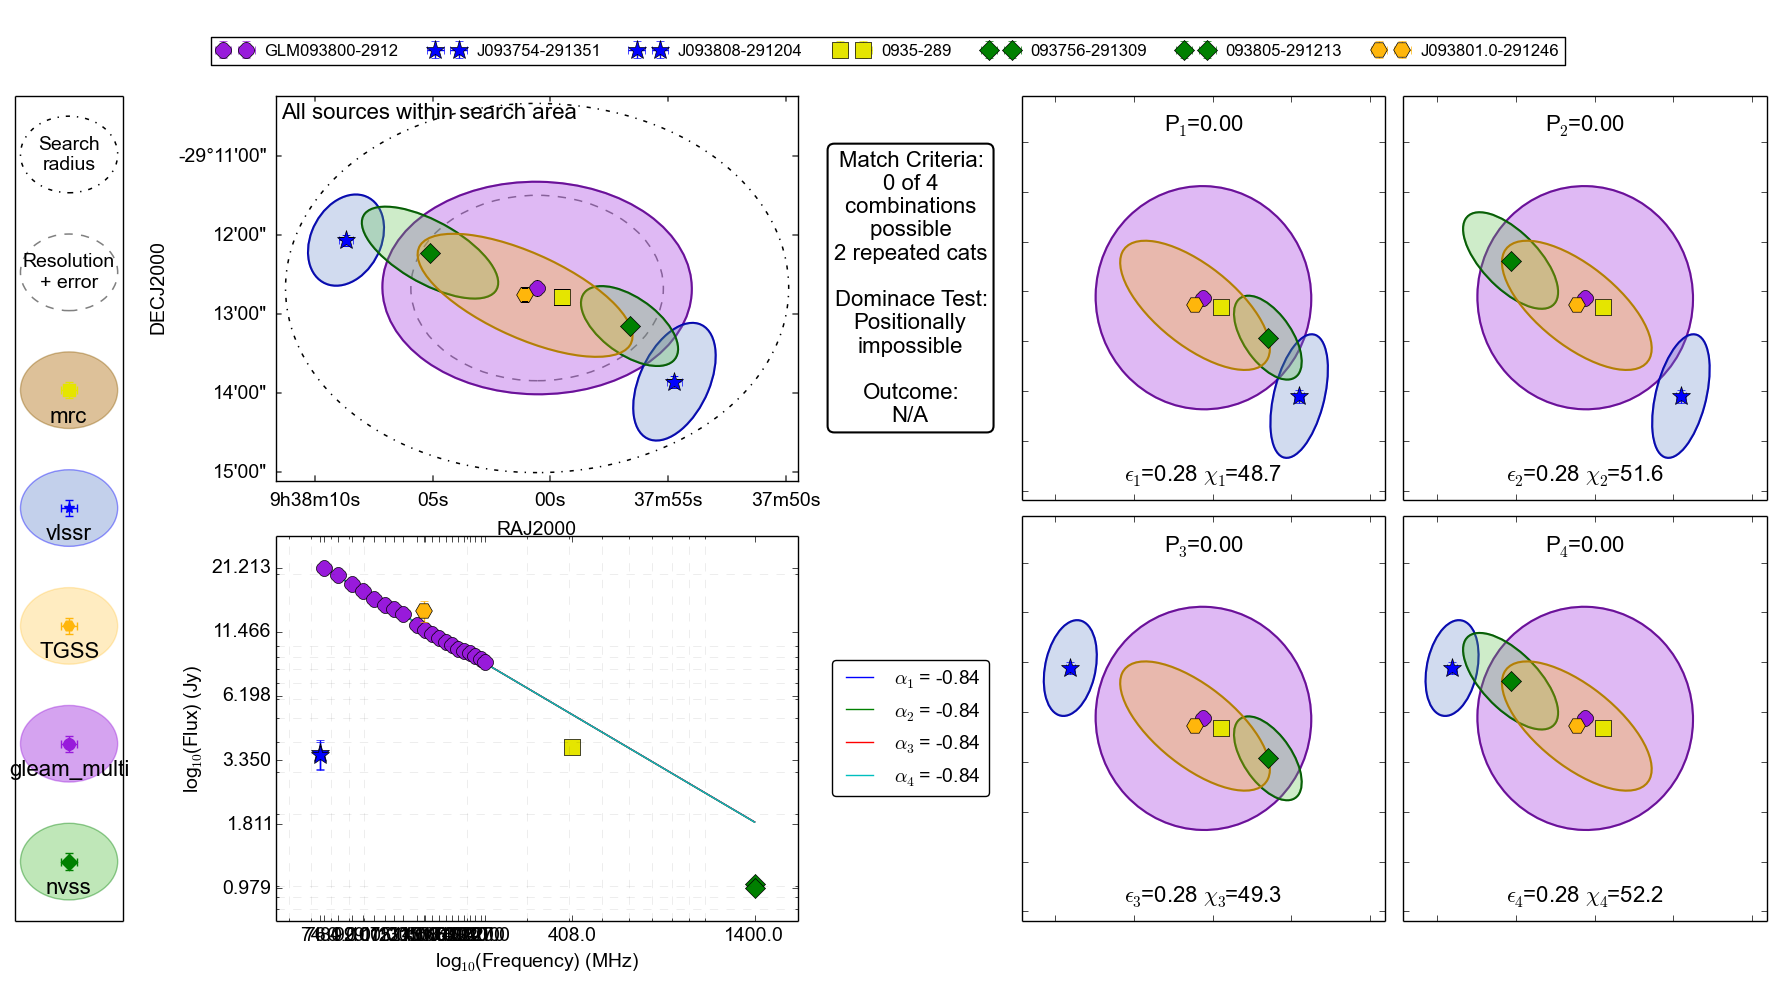 GLM093800-2912 J093754-291351 J093808-291204 0935-289 093756-291309 093805-291213 J093801.0-291246
Search
radius
Resolution
+ error
mrc
vlssr
TGSS
gleam_multi
nvss
All sources within search area
DECJ2000
-29°11'00"
12'00"
13'00"
14'00"
15'00"
9h38m10s 05s 00s 37m55s 37m50s
RAJ2000
Match Criteria:
0 of 4
combinations
possible
2 repeated cats
Dominace Test:
Positionally
impossible
Outcome:
N/A
P1=0.00
ϵ1=0.28 χ1=48.7
P2=0.00
ϵ2=0.28 χ2=51.6
log10(Flux) (Jy)
21.213
11.466
6.198
3.350
1.811
0.979
408.0 1400.0
log10(Frequency) (MHz)
α1 = -0.84
α2 = -0.84
α3 = -0.84
α4 = -0.84
P3=0.00
ϵ3=0.28 χ3=49.3
P4=0.00
ϵ4=0.28 χ4=52.2